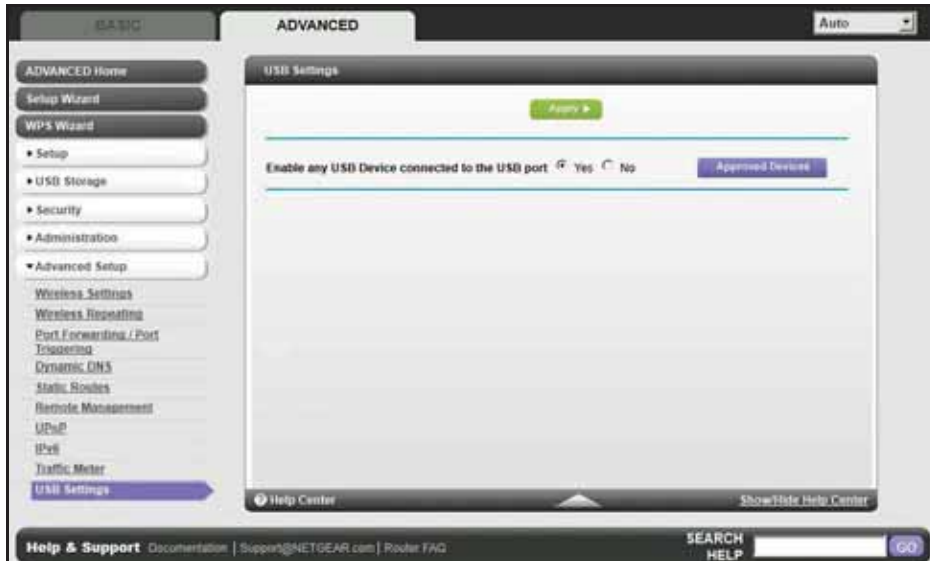 BASIC
ADVANCED
Auto
ADVANCED Home
Setup Wizard
WPS Wizard
Setup
USB Storage
Security
Administration
Advanced Setup
Wireless Settings
Wireless Repeating
Port Forwarding / Port
Triggering
Dynamic DNS
Static Routes
Remote Management
UPnP
IPv6
Traffic Meter
USB Settings
USB Settings
Apply
Enable any USB Device connected to the USB port Yes No
Approved Devices
Help Center
Show/Hide Help Center
Help & Support Documentation | Support@NETGEAR.com | Router FAQ
SEARCH
HELP
GO